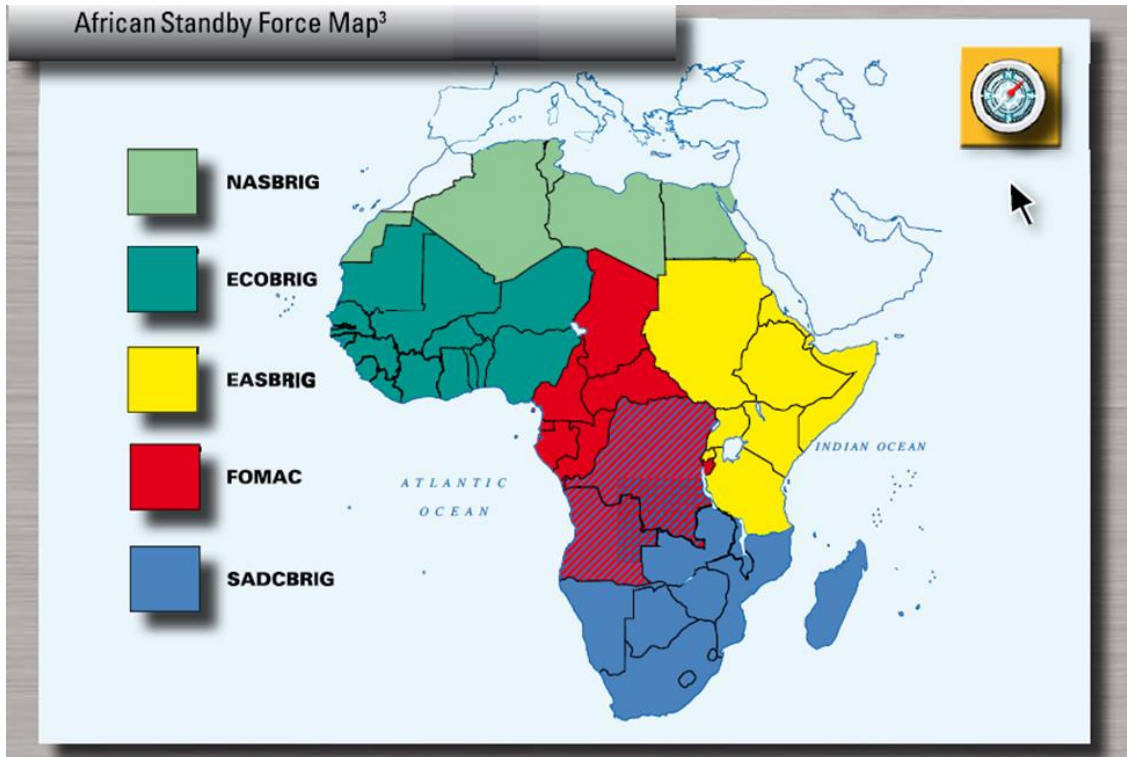 African Standby Force Map³
NASBRIG
ECOBRIG
EASBRIG
FOMAC
SADCBRIG
ATLANTIC
OCEAN
INDIAN OCEAN